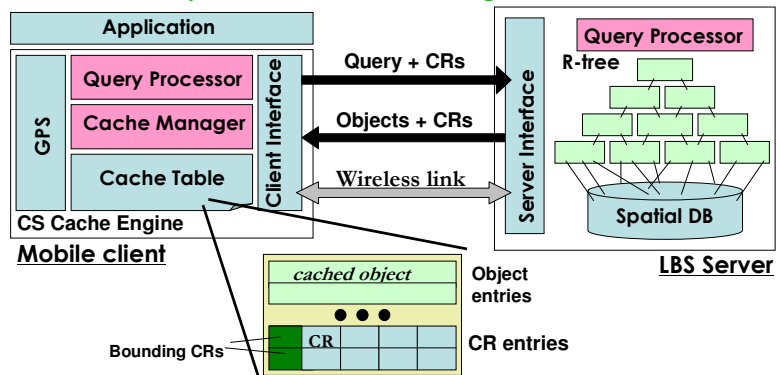 Application
GPS
Query Processor
Cache Manager
Cache Table
Client Interface
CS Cache Engine
Mobile client
Query + CRs
Objects + CRs
Wireless link
Server Interface
Query Processor
R-tree
Spatial DB
LBS Server
cached object
Object
entries
CR
CR entries
Bounding CRs